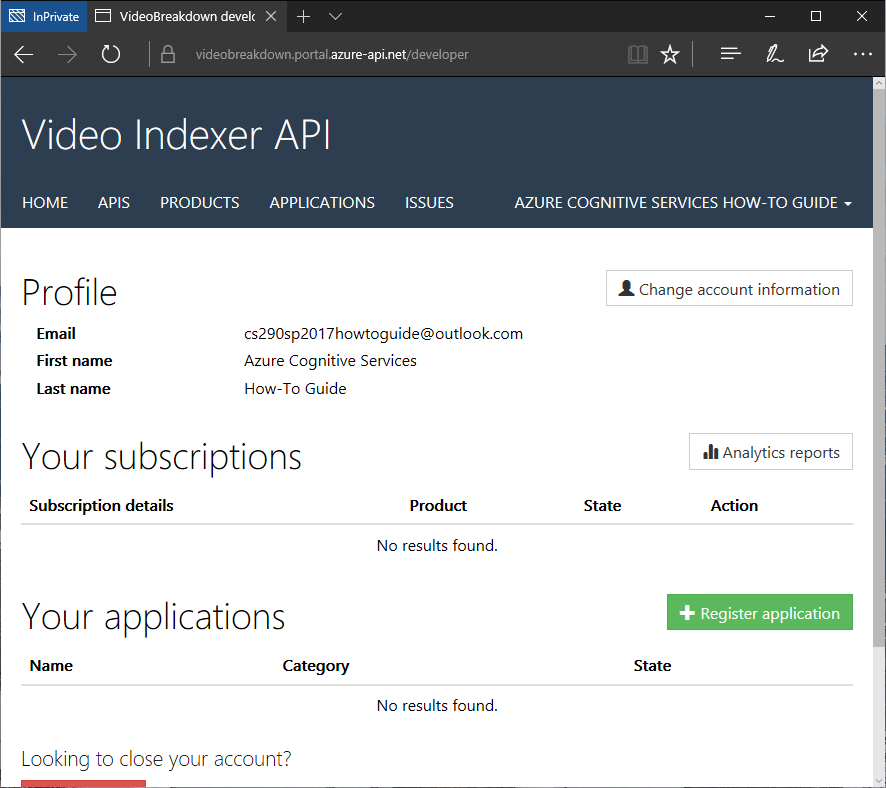 InPrivate VideoBreakdown develo
videobreakdown.portal.azure-api.net/developer
Video Indexer API
HOME APIS PRODUCTS APPLICATIONS ISSUES AZURE COGNITIVE SERVICES HOW-TO GUIDE
Profile Change account information
Email cs290sp2017howtoguide@outlook.com
First name Azure Cognitive Services
Last name How-To Guide
Your subscriptions Analytics reports
Subscription details Product State Action
No results found.
Your applications Register application
Name Category State
No results found.
Looking to close your account?